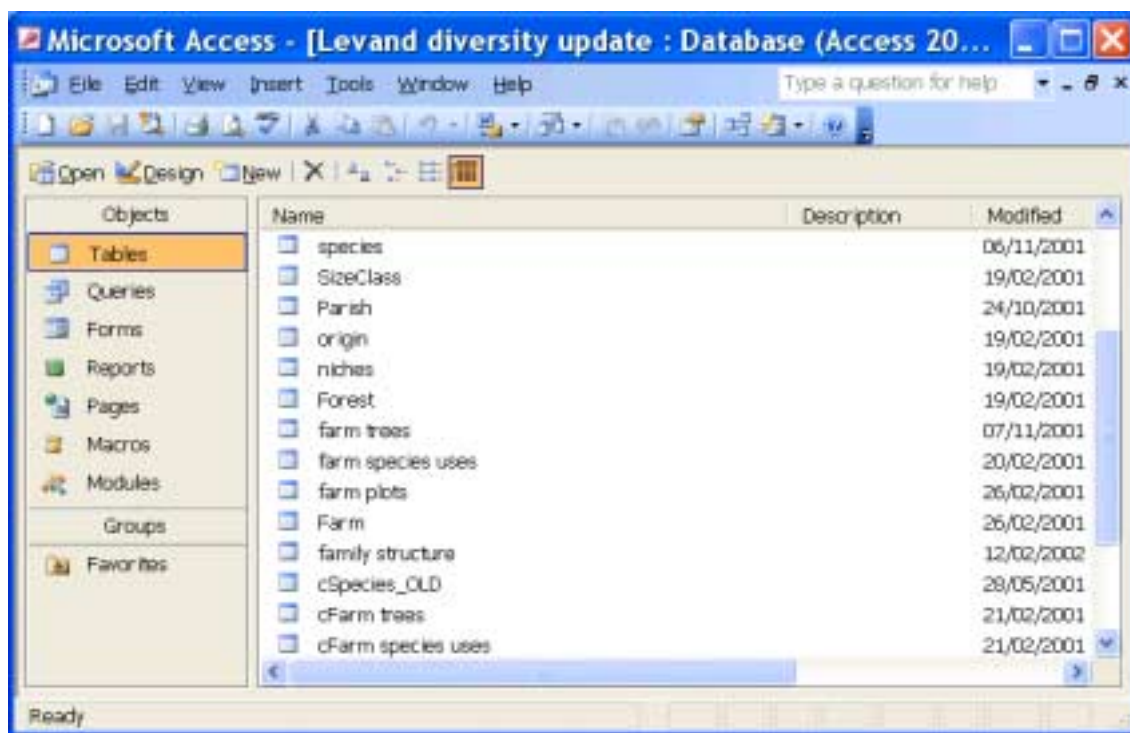 Microsoft Access - [Levand diversity update : Database (Access 20...
File Edit View Insert Tools Window Help Type a question for help
Open Design New
Objects Name Description Modified
Tables species 06/11/2001
SizeClass 19/02/2001
Queries Parish 24/10/2001
Forms origin 19/02/2001
Reports niches 19/02/2001
Pages Forest 19/02/2001
farm trees 07/11/2001
Macros farm species uses 20/02/2001
Modules farm plots 26/02/2001
Groups Farm 26/02/2001
family structure 12/02/2002
Favorites cSpecies_OLD 28/05/2001
cFarm trees 21/02/2001
cFarm species uses 21/02/2001
Ready